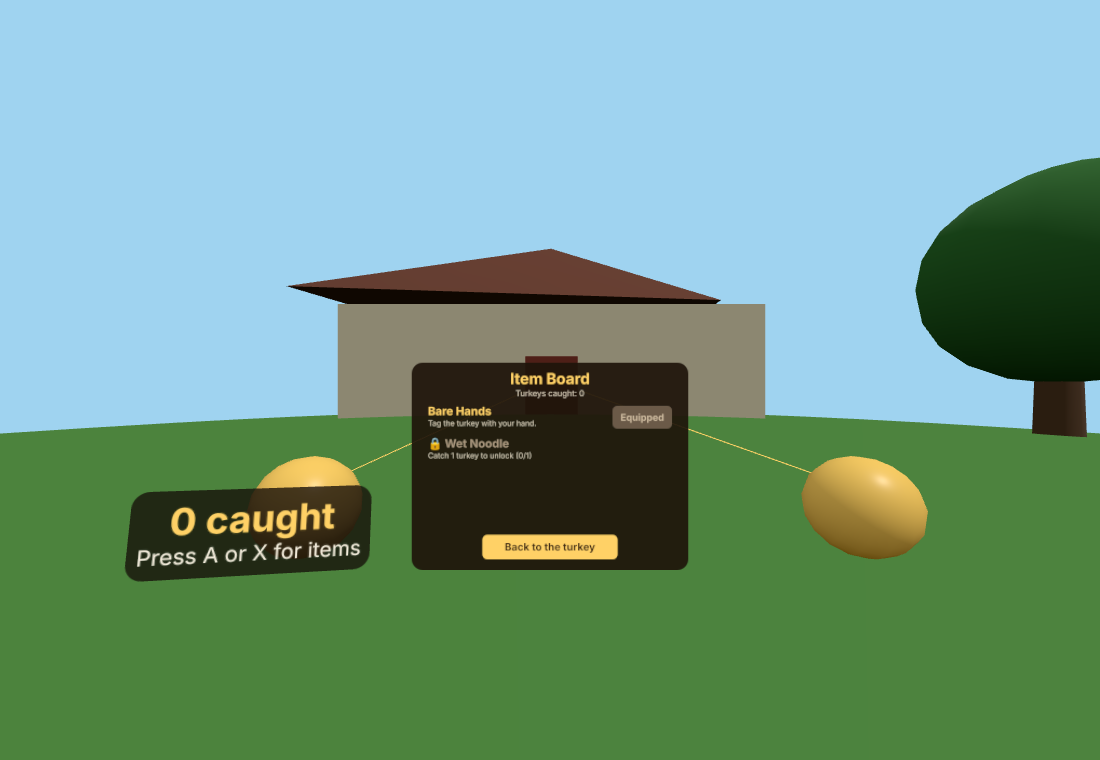 Item Board
Turkeys caught: 0
Bare Hands
Tag the turkey with your hand.
Equipped
🔒 Wet Noodle
Catch 1 turkey to unlock (0/1)
Back to the turkey
0 caught
Press A or X for items